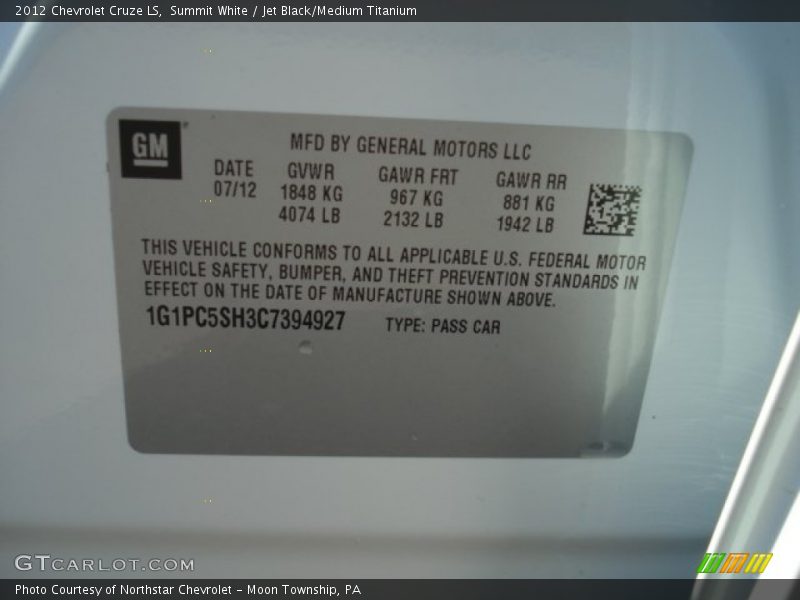 2012 Chevrolet Cruze LS,  Summit White / Jet Black/Medium Titanium
GM
MFD BY GENERAL MOTORS LLC
DATE GVWR GAWR FRT GAWR RR
07/12 1848 KG 967 KG 881 KG
4074 LB 2132 LB 1942 LB
THIS VEHICLE CONFORMS TO ALL APPLICABLE U.S. FEDERAL MOTOR
VEHICLE SAFETY, BUMPER, AND THEFT PREVENTION STANDARDS IN
EFFECT ON THE DATE OF MANUFACTURE SHOWN ABOVE.
1G1PC5SH3C7394927 TYPE: PASS CAR
GTCARLOT.COM
Photo Courtesy of Northstar Chevrolet - Moon Township, PA